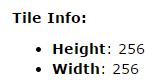 Tile Info:
• Height: 256
• Width: 256